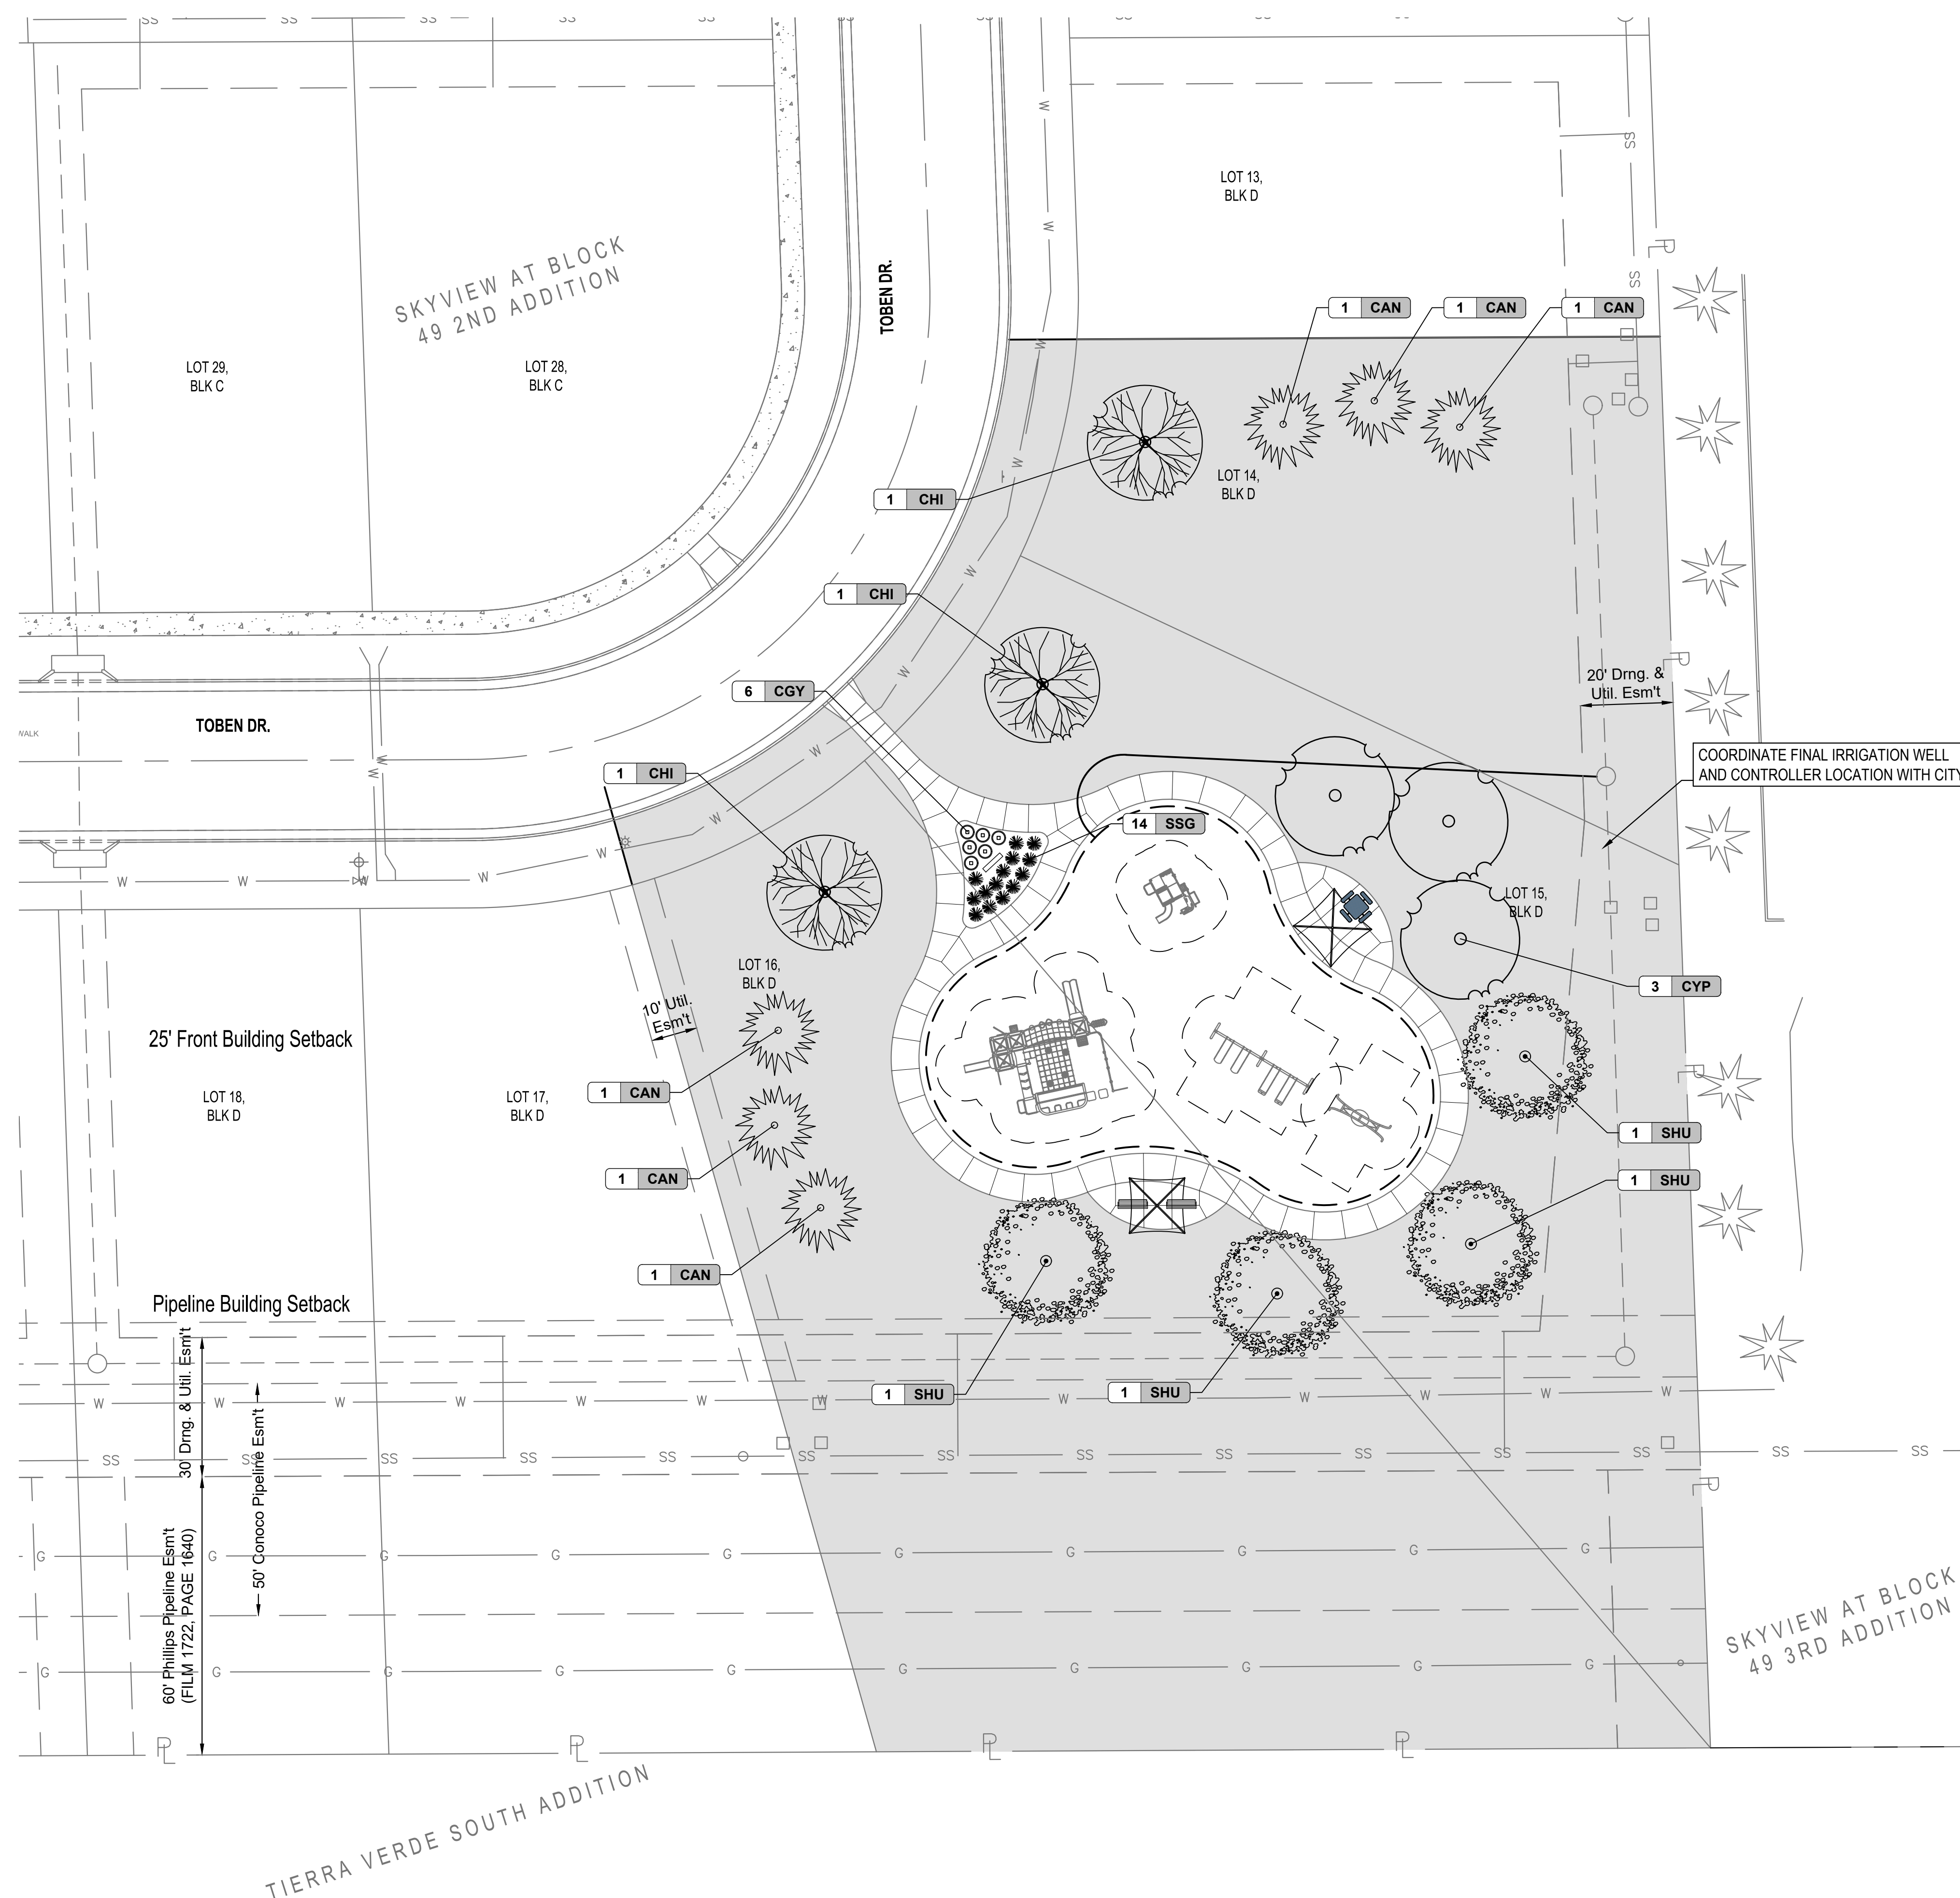 LOT 13,
BLK D
SKYVIEW AT BLOCK
49 2ND ADDITION
TOBEN DR.
1 CAN
1 CAN
1 CAN
LOT 29,
BLK C
LOT 28,
BLK C
LOT 14,
BLK D
1 CHI
1 CHI
20' Drng. &
Util. Esm't
6 CGY
TOBEN DR.
WALK
COORDINATE FINAL IRRIGATION WELL
AND CONTROLLER LOCATION WITH CITY
1 CHI
14 SSG
LOT 15,
BLK D
LOT 16,
BLK D
3 CYP
10' Util.
Esm't
25' Front Building Setback
LOT 18,
BLK D
LOT 17,
BLK D
1 CAN
1 SHU
1 CAN
1 SHU
1 CAN
Pipeline Building Setback
1 SHU
1 SHU
30' Drng. & Util. Esm't
50' Conoco Pipeline Esm't
60' Phillips Pipeline Esm't
(FILM 1722, PAGE 1640)
SKYVIEW AT BLOCK
49 3RD ADDITION
TIERRA VERDE SOUTH ADDITION